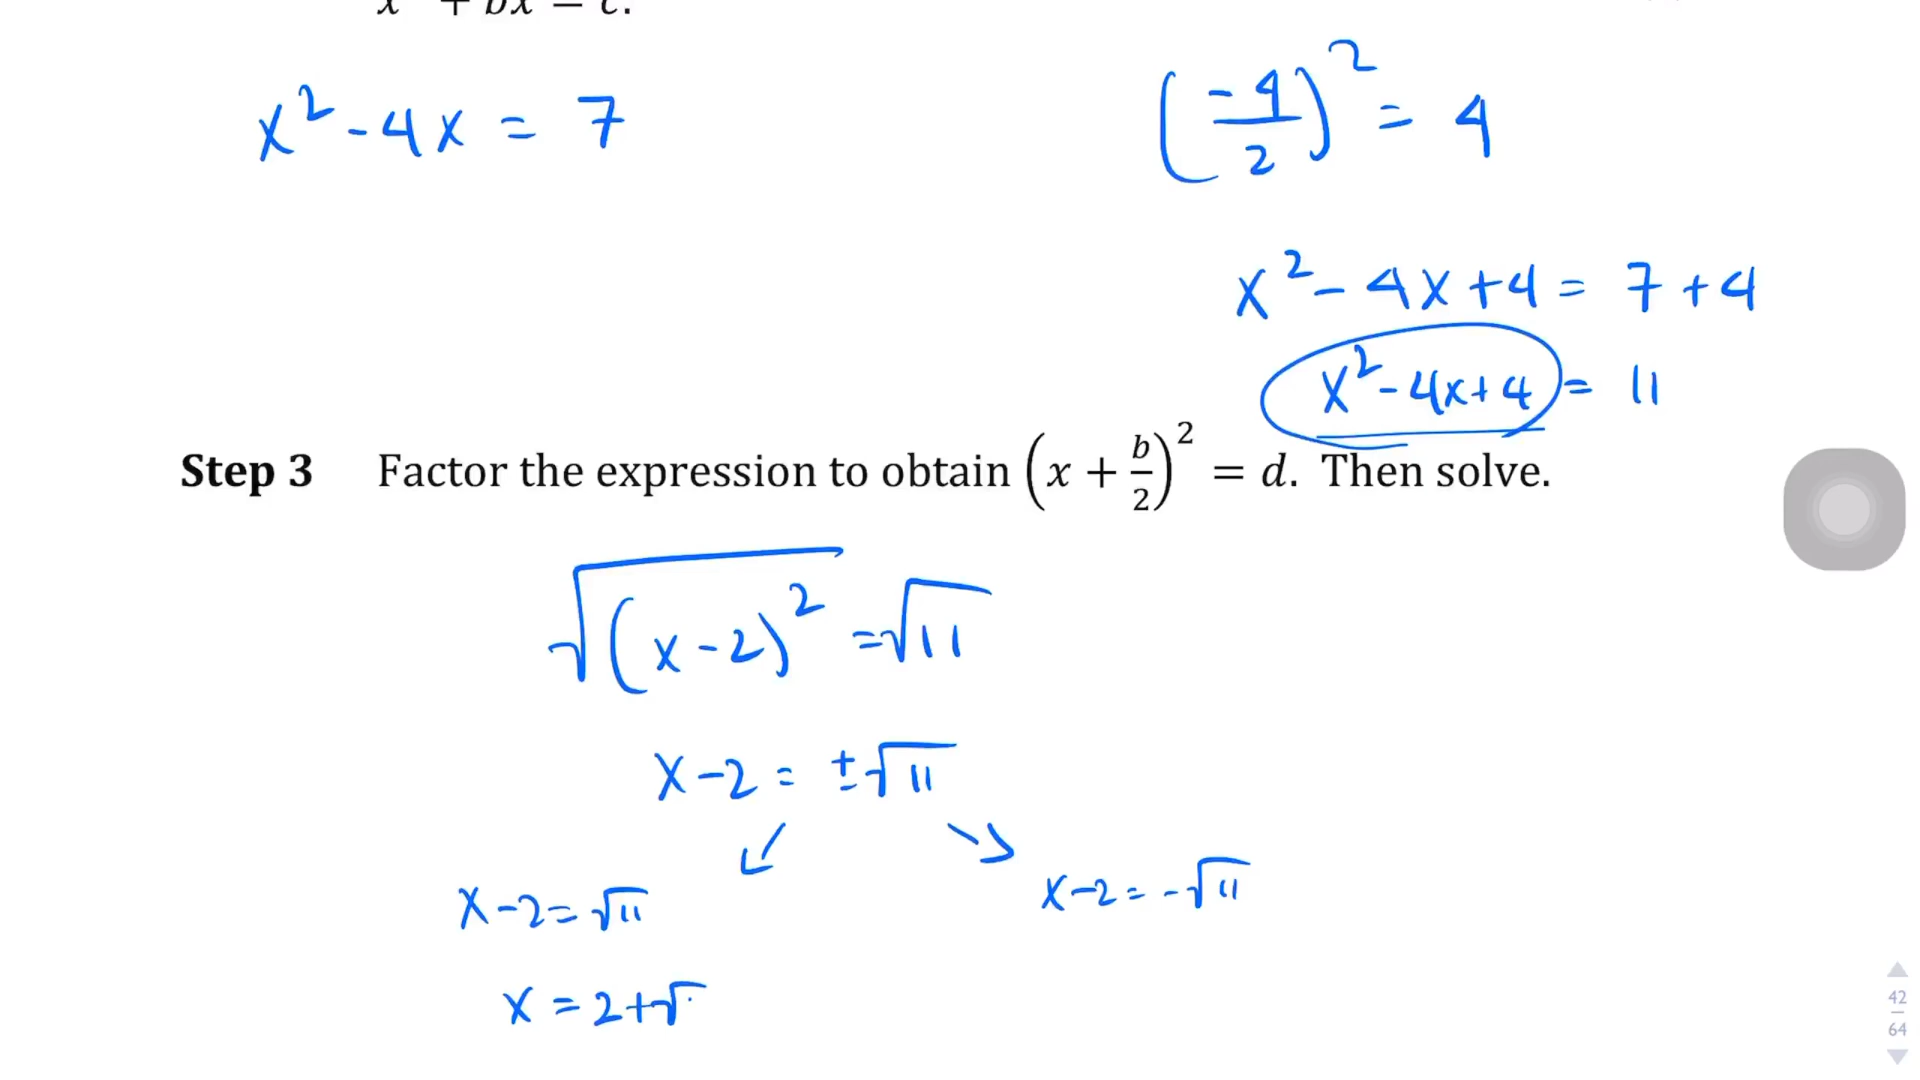 x² + bx = c.
x² - 4x = 7
(-4/2)² = 4
x² - 4x + 4 = 7 + 4
x² - 4x + 4 = 11
Step 3 Factor the expression to obtain (x + b/2)² = d. Then solve.
√(x - 2)² = √11
x - 2 = ±√11
x - 2 = √11
x - 2 = -√11
x = 2 + √
42
64